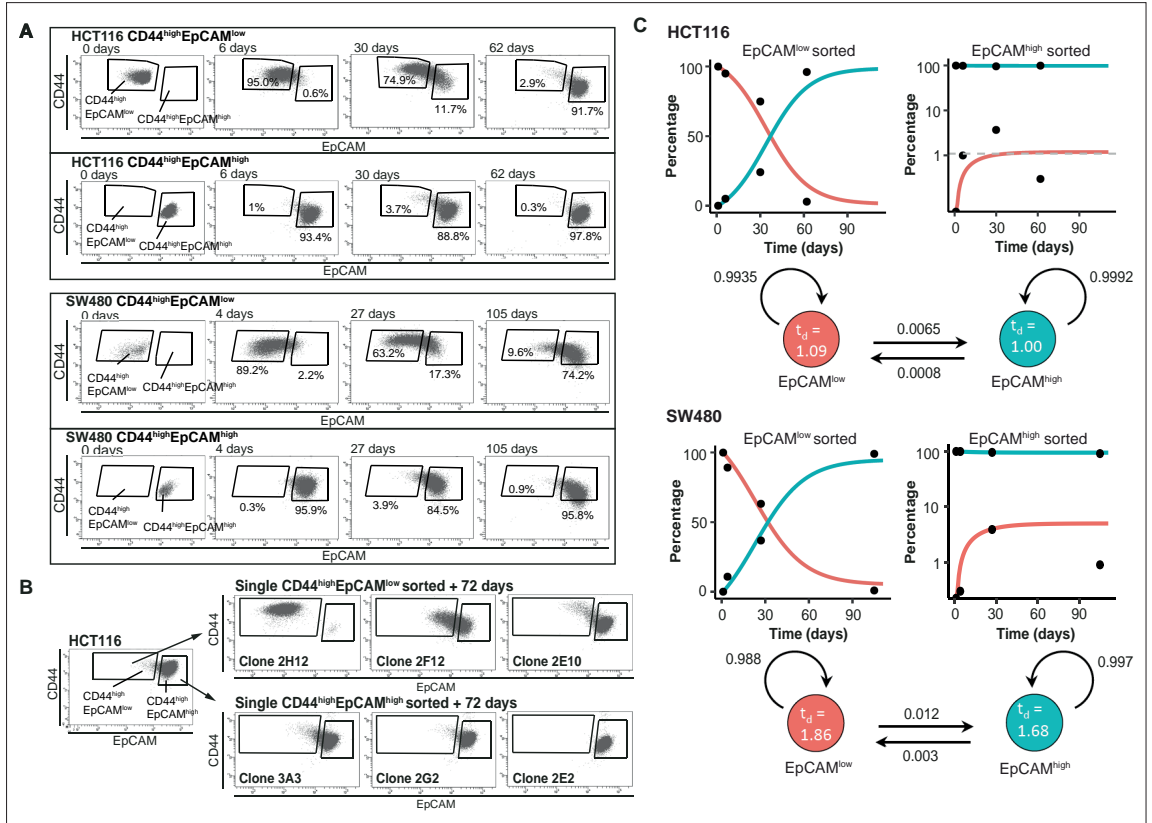 A
HCT116 CD44highEpCAMlow
0 days
6 days
30 days
62 days
CD44
CD44high
EpCAMlow
CD44highEpCAMhigh
95.0%
0.6%
74.9%
11.7%
2.9%
91.7%
EpCAM
HCT116 CD44highEpCAMhigh
0 days
6 days
30 days
62 days
CD44
CD44high
EpCAMlow
CD44highEpCAMhigh
1%
93.4%
3.7%
88.8%
0.3%
97.8%
EpCAM
SW480 CD44highEpCAMlow
0 days
4 days
27 days
105 days
CD44
CD44high
EpCAMlow
CD44highEpCAMhigh
89.2%
2.2%
63.2%
17.3%
9.6%
74.2%
EpCAM
SW480 CD44highEpCAMhigh
0 days
4 days
27 days
105 days
CD44
CD44high
EpCAMlow
CD44highEpCAMhigh
0.3%
95.9%
3.9%
84.5%
0.9%
95.8%
EpCAM
B
HCT116
CD44
CD44high
EpCAMlow
CD44high
EpCAMhigh
EpCAM
Single CD44highEpCAMlow sorted + 72 days
CD44
Clone 2H12
Clone 2F12
Clone 2E10
EpCAM
Single CD44highEpCAMhigh sorted + 72 days
CD44
Clone 3A3
Clone 2G2
Clone 2E2
EpCAM
C
HCT116
EpCAMlow sorted
Percentage
100
50
0
0 30 60 90
Time (days)
EpCAMhigh sorted
Percentage
100
10
1
0 30 60 90
Time (days)
0.9935
0.9992
td =
1.09
0.0065
0.0008
td =
1.00
EpCAMlow
EpCAMhigh
SW480
EpCAMlow sorted
Percentage
100
50
0
0 30 60 90
Time (days)
EpCAMhigh sorted
Percentage
100
10
1
0 30 60 90
Time (days)
0.988
0.997
td =
1.86
0.012
0.003
td =
1.68
EpCAMlow
EpCAMhigh